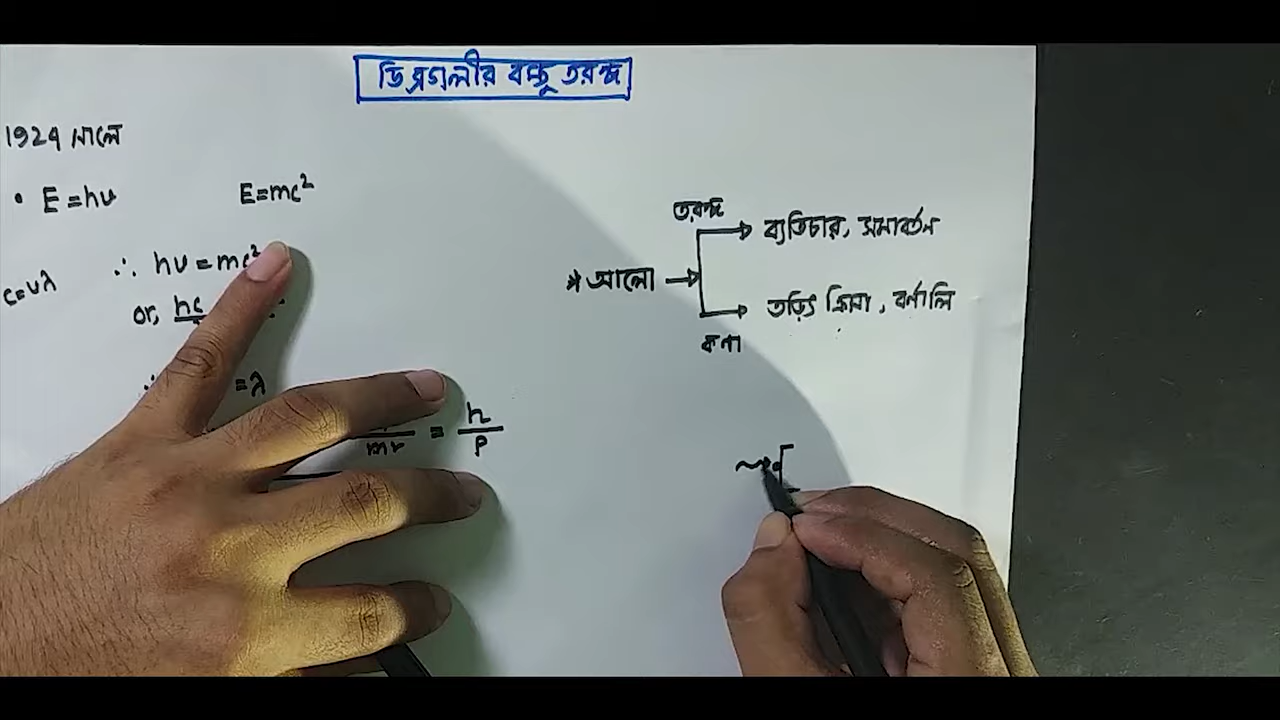 ডিব্রগলীর বস্তু তরঙ্গ
1924 সালে
• E = hν
E=mc²
∴ hν = mc²
c=νλ
or, hc
= λ
mv = h/p
তরঙ্গ
ব্যতিচার, সমাবর্তন
* আলো
তড়িৎ ক্রিয়া, বর্ণালি
কণা